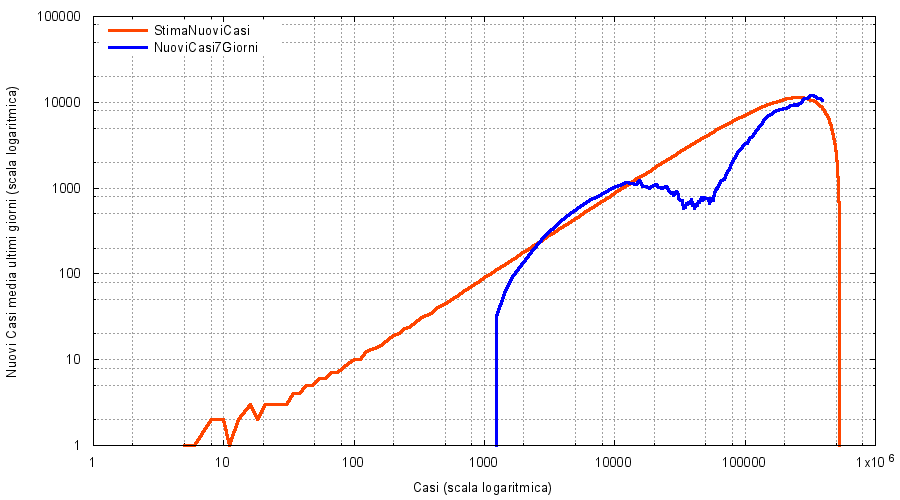 100000
10000
1000
100
10
1
StimaNuoviCasi
NuoviCasi7Giorni
Nuovi Casi media ultimi giorni (scala logaritmica)
1 10 100 1000 10000 100000 1x10 6
Casi (scala logaritmica)